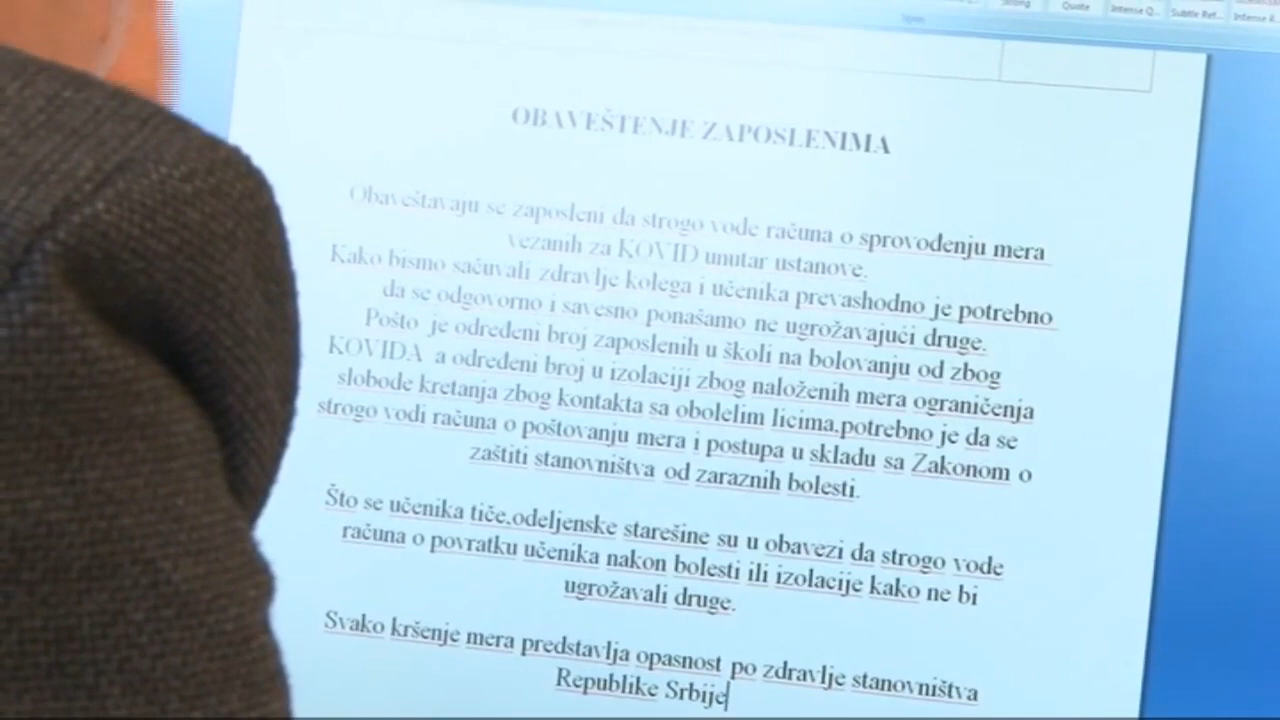 Strong
Quote
Intense Q...
Subtle Ref...
Intense R...
OBAVEŠTENJE ZAPOSLENIMA
Obaveštavaju se zaposleni da strogo vode računa o sprovođenju mera
vezanih za KOVID unutar ustanove.
Kako bismo sačuvali zdravlje kolega i učenika prevashodno je potrebno
da se odgovorno i savesno ponašamo ne ugrožavajući druge.
Pošto je određeni broj zaposlenih u školi na bolovanju od zbog
KOVIDA a određeni broj u izolaciji zbog naloženih mera ograničenja
slobode kretanja zbog kontakta sa obolelim licima,potrebno je da se
strogo vodi računa o poštovanju mera i postupa u skladu sa Zakonom o
zaštiti stanovništva od zaraznih bolesti.
Što se učenika tiče,odeljenske starešine su u obavezi da strogo vode
računa o povratku učenika nakon bolesti ili izolacije kako ne bi
ugrožavali druge.
Svako kršenje mera predstavlja opasnost po zdravlje stanovništva
Republike Srbije